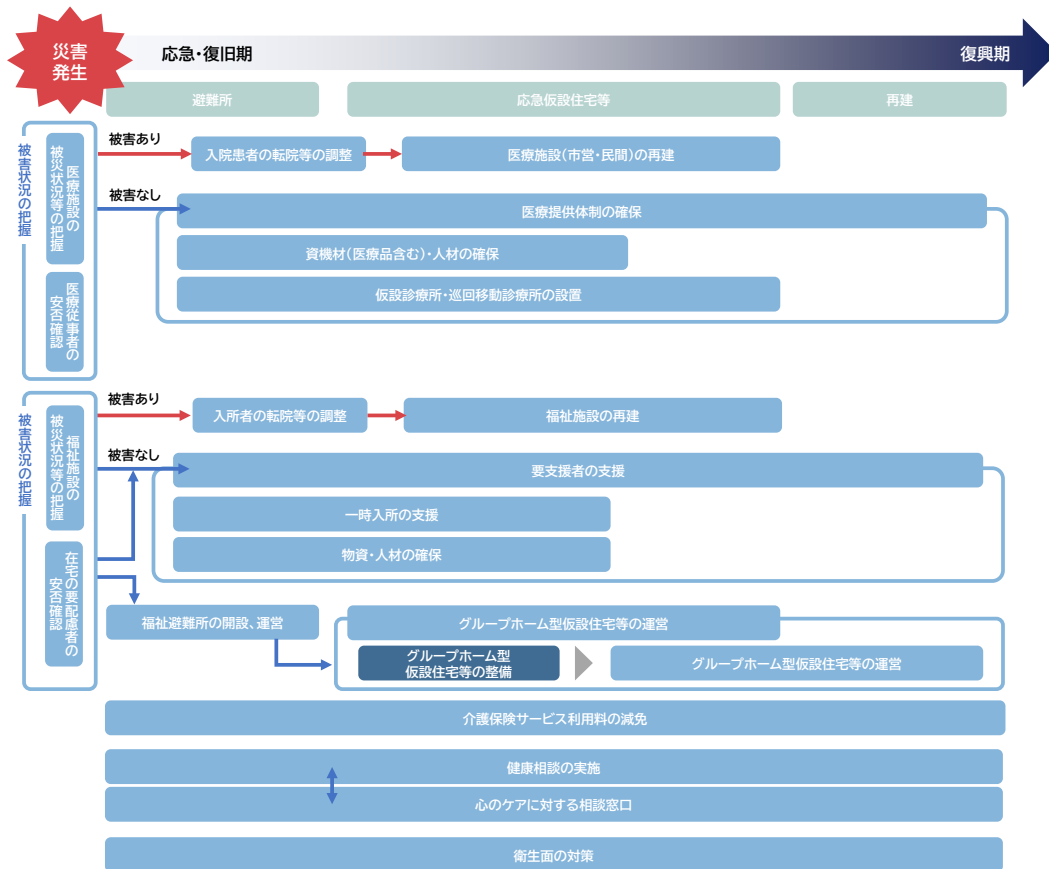 災害
発生
応急・復旧期
復興期
避難所
応急仮設住宅等
再建
被害状況の把握
医療施設の
被災状況等の把握
医療従事者の
安否確認
被害あり
入院患者の転院等の調整
医療施設(市営・民間)の再建
被害なし
医療提供体制の確保
資機材(医療品含む)・人材の確保
仮設診療所・巡回移動診療所の設置
被害状況の把握
福祉施設の
被災状況等の把握
在宅の要配慮者の
安否確認
被害あり
入所者の転院等の調整
福祉施設の再建
被害なし
要支援者の支援
一時入所の支援
物資・人材の確保
福祉避難所の開設、運営
グループホーム型仮設住宅等の運営
グループホーム型
仮設住宅等の整備
グループホーム型仮設住宅等の運営
介護保険サービス利用料の減免
健康相談の実施
心のケアに対する相談窓口
衛生面の対策